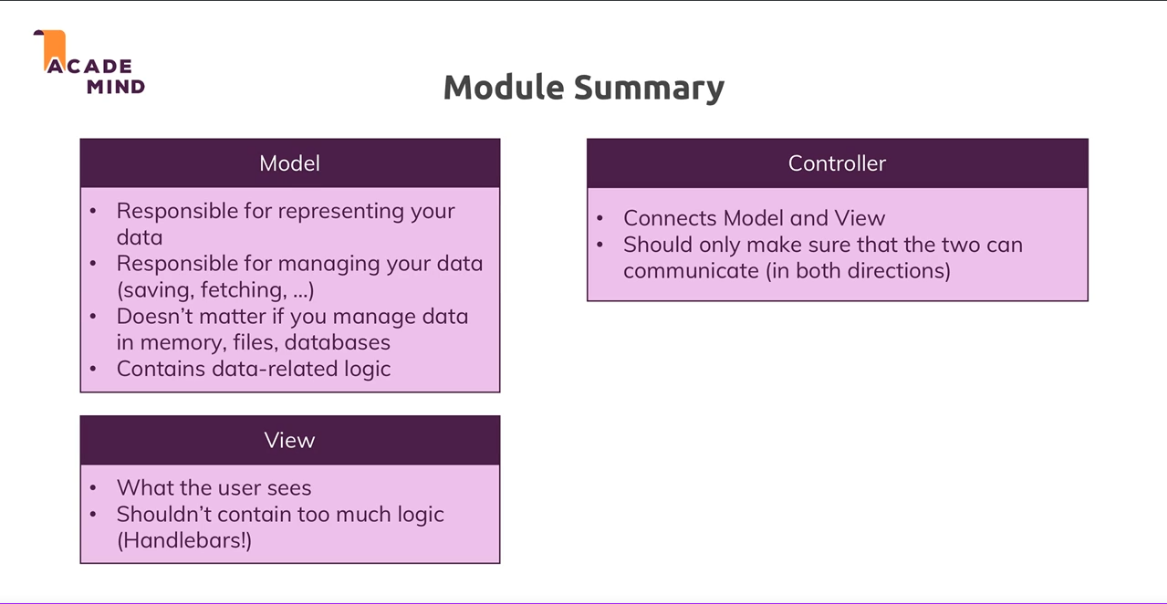 ACADE
MIND
Module Summary
Model
• Responsible for representing your
data
• Responsible for managing your data
(saving, fetching, ...)
• Doesn’t matter if you manage data
in memory, files, databases
• Contains data-related logic
View
• What the user sees
• Shouldn’t contain too much logic
(Handlebars!)
Controller
• Connects Model and View
• Should only make sure that the two can
communicate (in both directions)